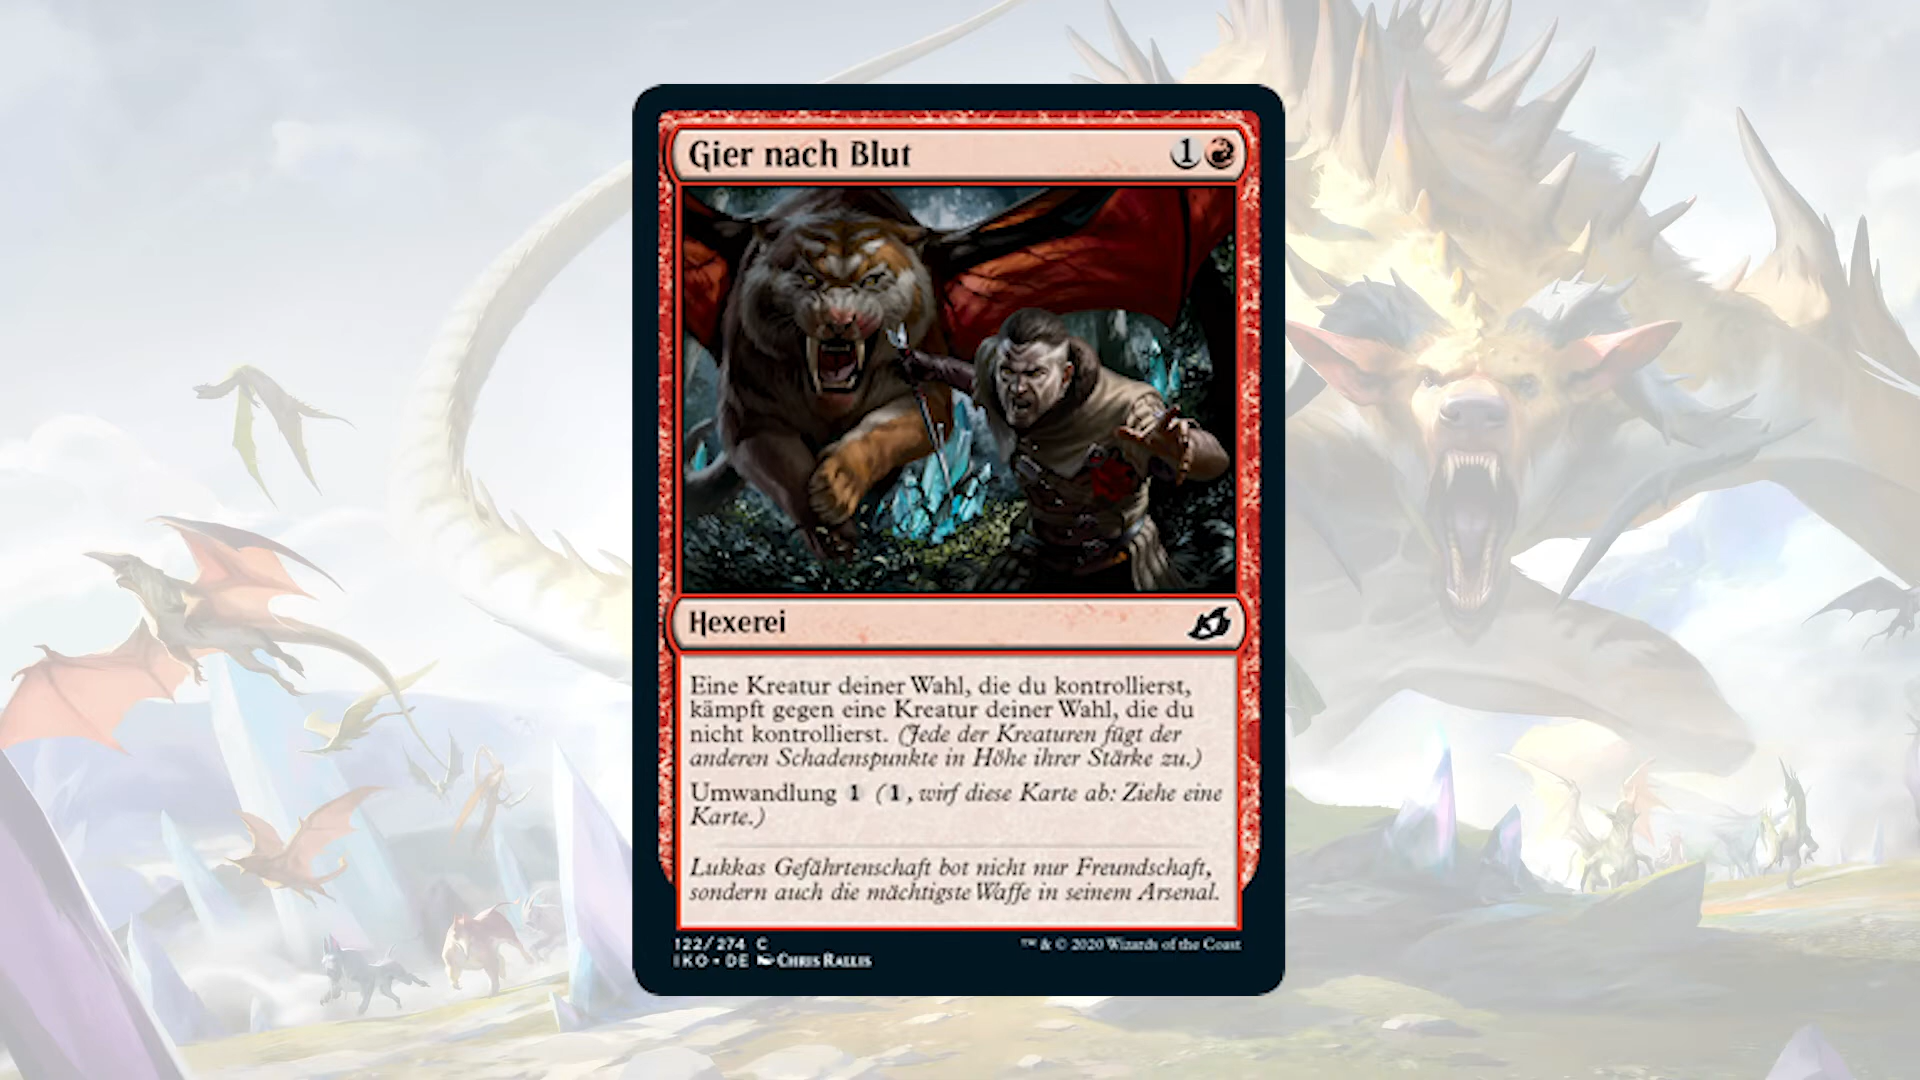 Gier nach Blut 1
Hexerei
Eine Kreatur deiner Wahl, die du kontrollierst,
kämpft gegen eine Kreatur deiner Wahl, die du
nicht kontrollierst. (Jede der Kreaturen fügt der
anderen Schadenspunkte in Höhe ihrer Stärke zu.)
Umwandlung 1 (1, wirf diese Karte ab: Ziehe eine
Karte.)
Lukkas Gefährtenschaft bot nicht nur Freundschaft,
sondern auch die mächtigste Waffe in seinem Arsenal.
122/274 C
IKO • DE Chris Rallis
™ & © 2020 Wizards of the Coast